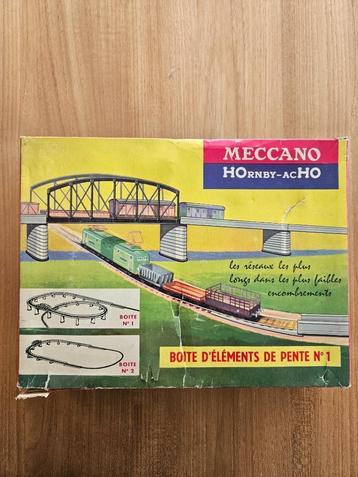 MECCANO
HORNBY-ACHO
les réseaux les plus
longs dans les plus faibles
encombrements
BOITE
N° 1
BOITE
N° 2
BOITE D'ÉLÉMENTS DE PENTE N° 1